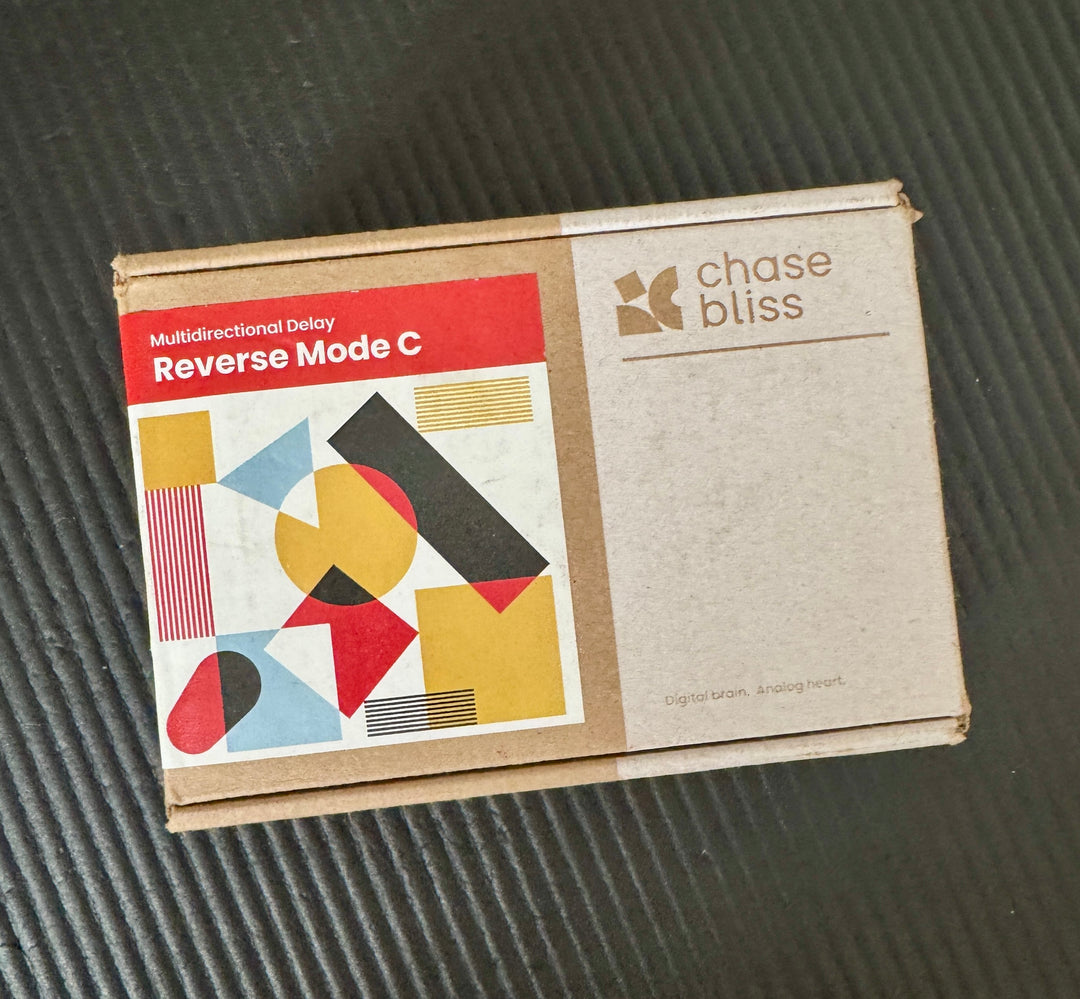 Multidirectional Delay
Reverse Mode C
chase
bliss
Digital brain. Analog heart.